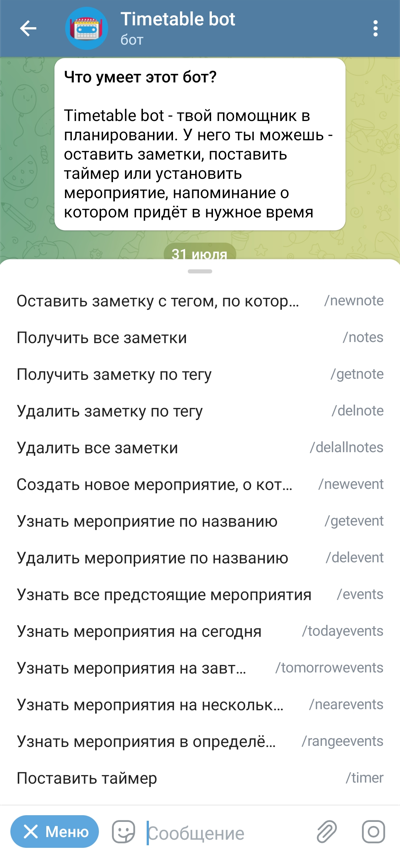 Timetable bot
бот
Что умеет этот бот?
Timetable bot - твой помощник в
планировании. У него ты можешь -
оставить заметки, поставить
таймер или установить
мероприятие, напоминание о
котором придёт в нужное время
31 июля
Оставить заметку с тегом, по котор... /newnote
Получить все заметки /notes
Получить заметку по тегу /getnote
Удалить заметку по тегу /delnote
Удалить все заметки /delallnotes
Создать новое мероприятие, о кот... /newevent
Узнать мероприятие по названию /getevent
Удалить мероприятие по названию /delevent
Узнать все предстоящие мероприятия /events
Узнать мероприятия на сегодня /todayevents
Узнать мероприятия на завт... /tomorrowevents
Узнать мероприятия на нескольк... /nearevents
Узнать мероприятия в определё... /rangeevents
Поставить таймер /timer
Меню Сообщение